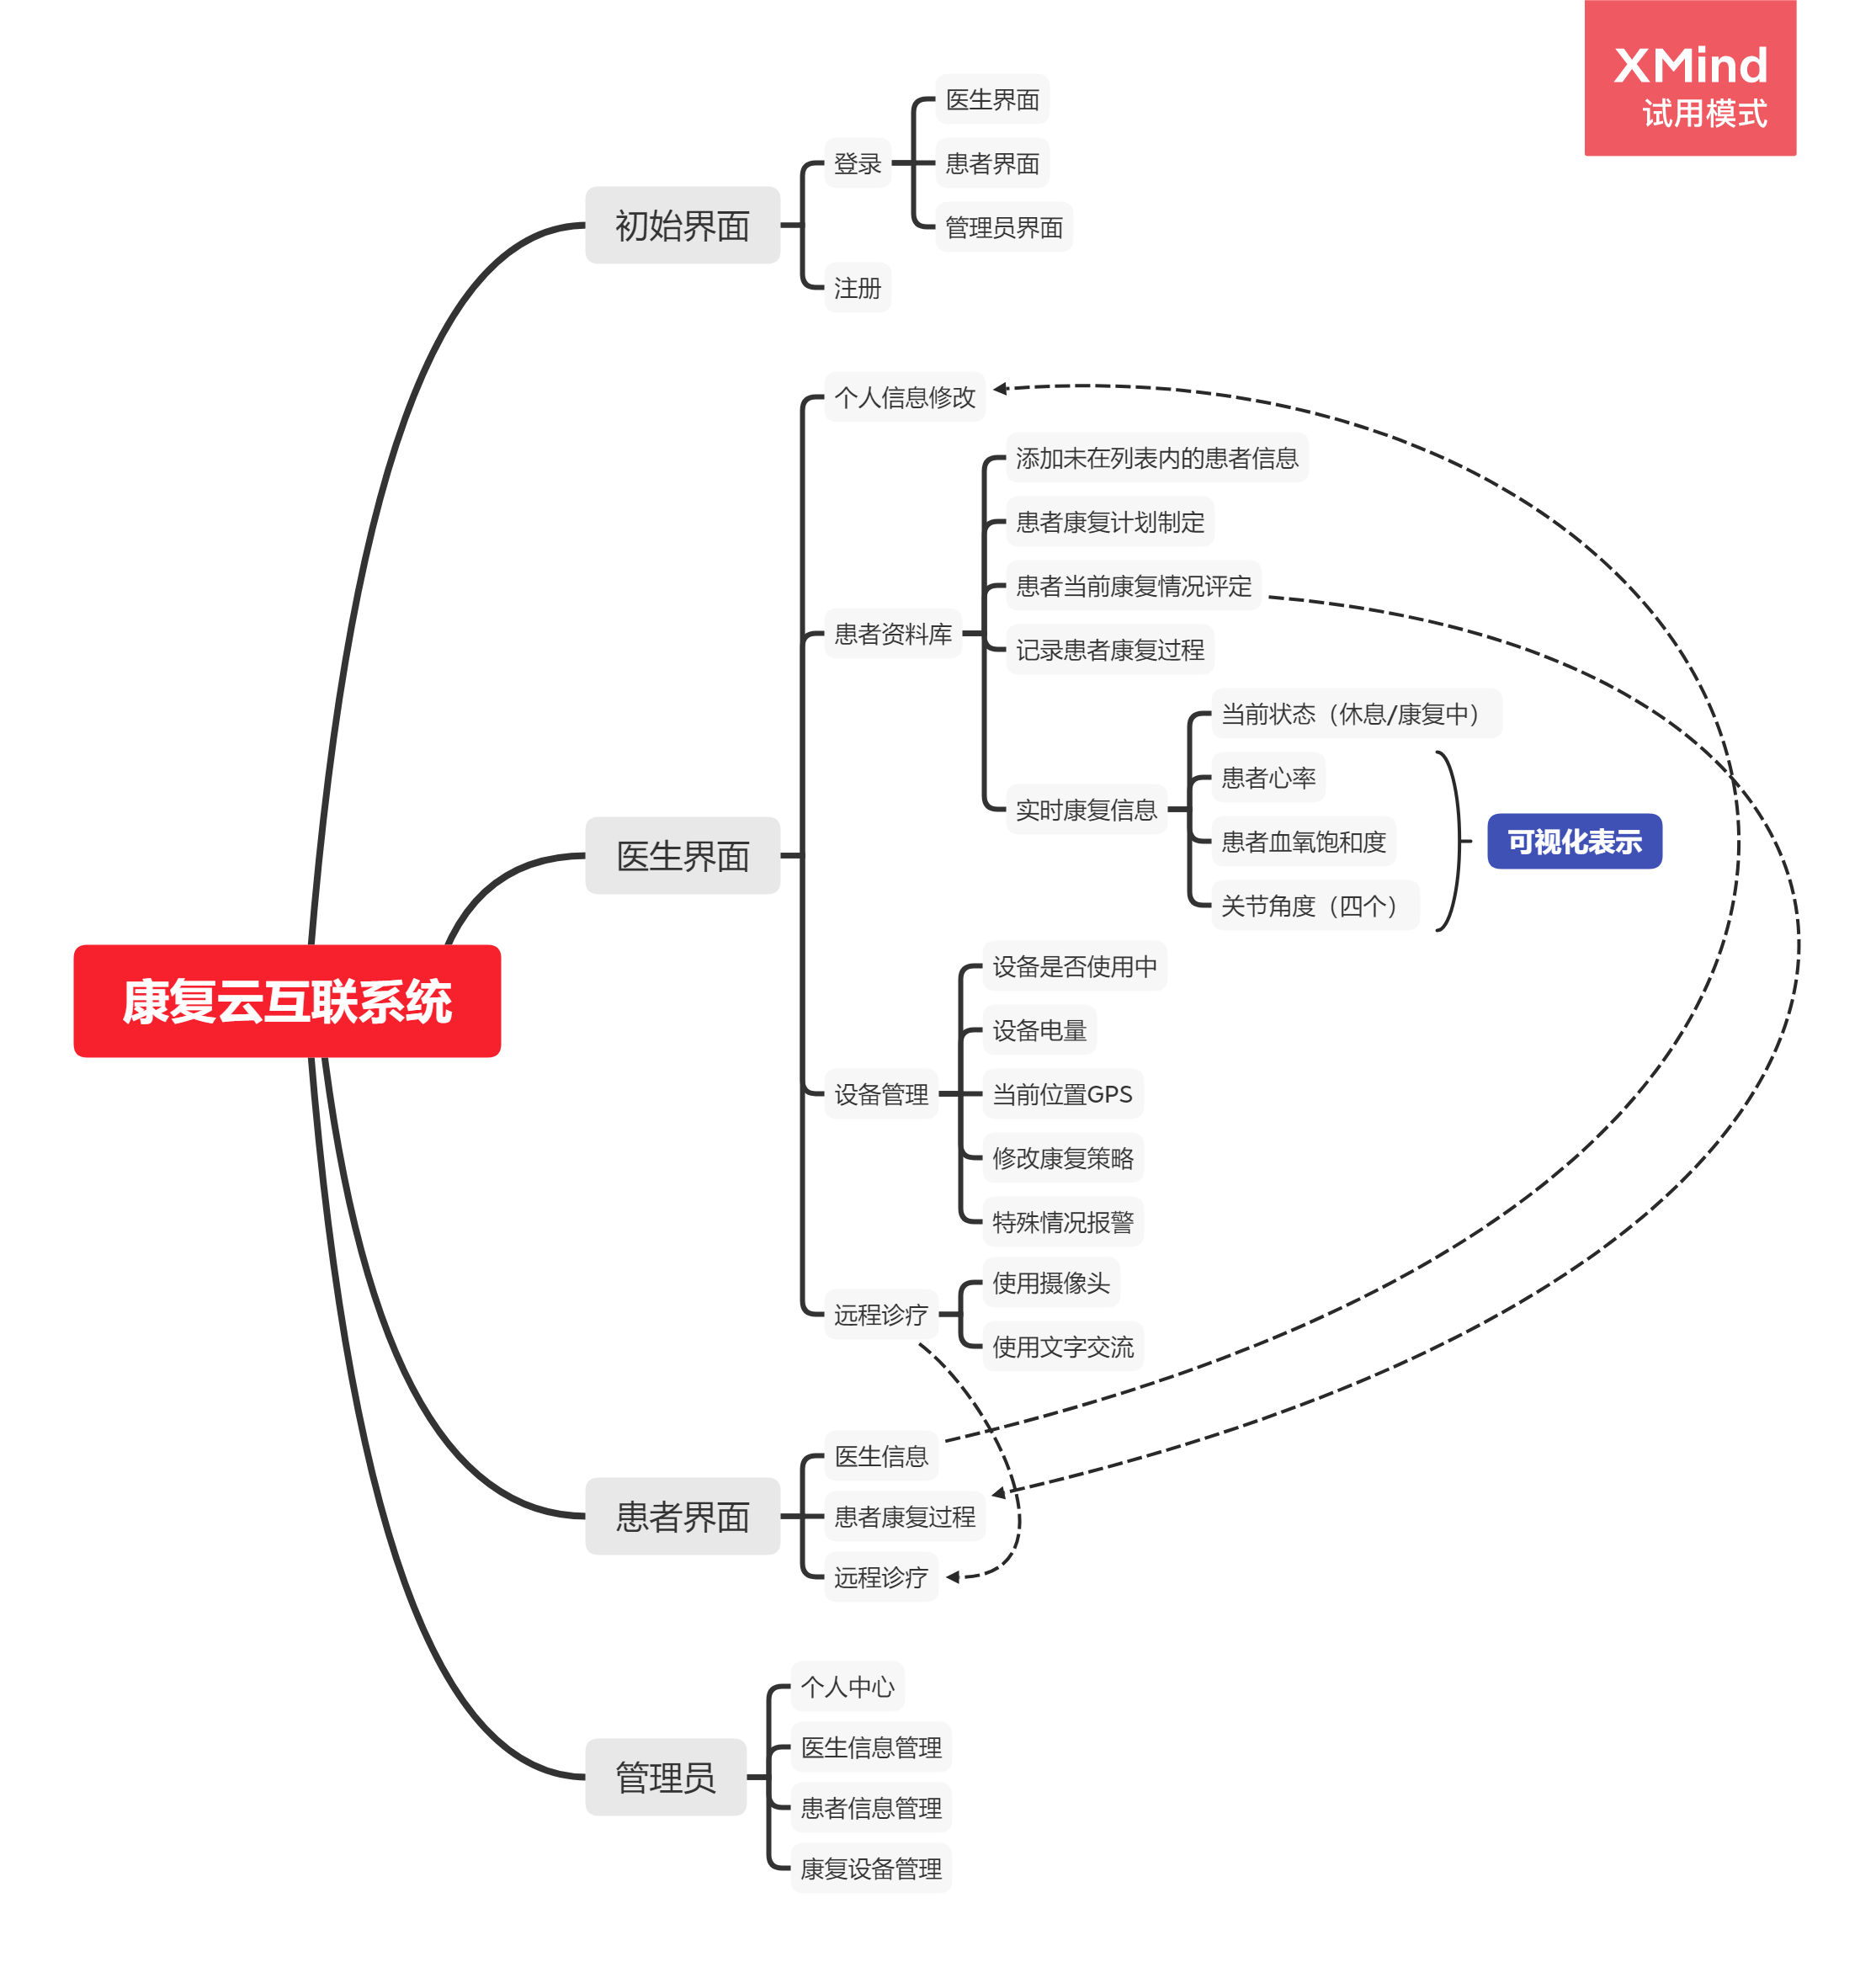 XMind
试用模式
康复云互联系统
初始界面
登录
医生界面
患者界面
管理员界面
注册
医生界面
个人信息修改
患者资料库
添加未在列表内的患者信息
患者康复计划制定
患者当前康复情况评定
记录患者康复过程
实时康复信息
当前状态（休息/康复中）
患者心率
患者血氧饱和度
关节角度（四个）
可视化表示
设备管理
设备是否使用中
设备电量
当前位置GPS
修改康复策略
特殊情况报警
远程诊疗
使用摄像头
使用文字交流
患者界面
医生信息
患者康复过程
远程诊疗
管理员
个人中心
医生信息管理
患者信息管理
康复设备管理